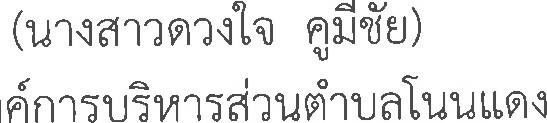 (นางสาวดวงใจ คูมีชัย)
งค์การบริหารส่วนตำบลโนนแดง